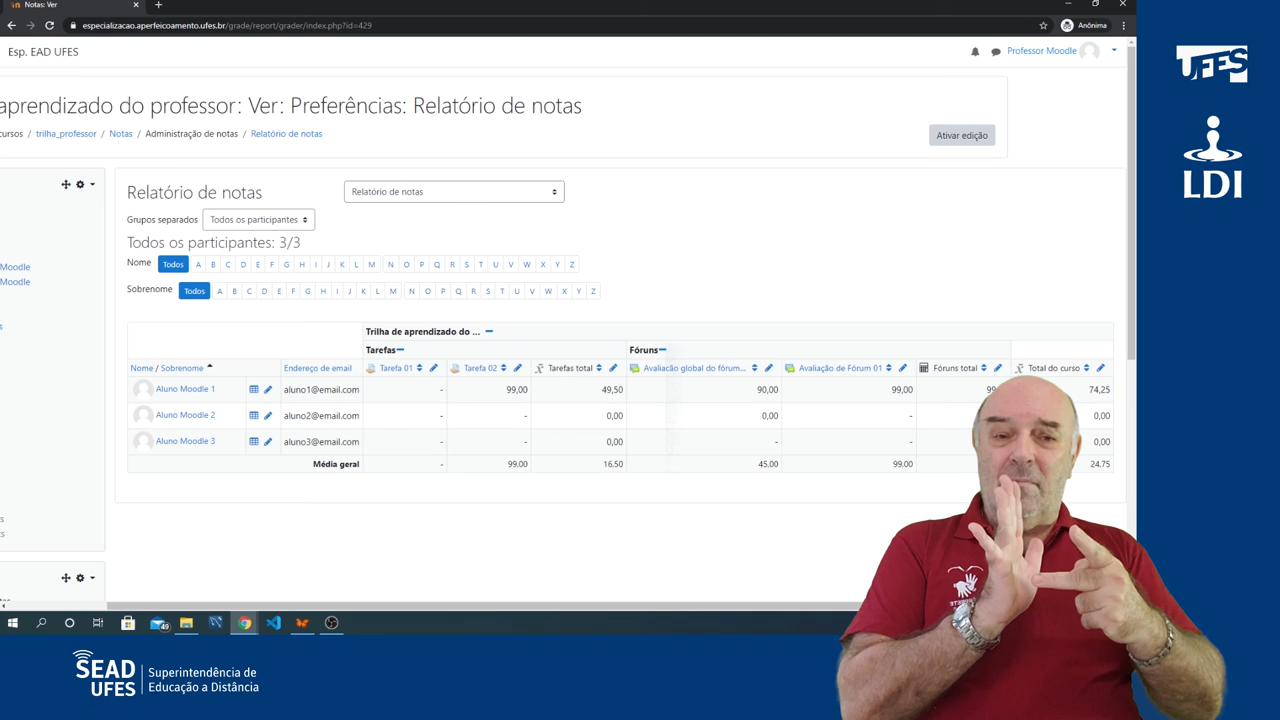 Notas: Ver
especializacao.aperfeicoamento.ufes.br/grade/report/grader/index.php?id=429
Anônima
Esp. EAD UFES
Professor Moodle
aprendizado do professor: Ver: Preferências: Relatório de notas
cursos / trilha_professor / Notas / Administração de notas / Relatório de notas
Ativar edição
Relatório de notas
Relatório de notas
Grupos separados Todos os participantes
Todos os participantes: 3/3
Nome Todos A B C D E F G H I J K L M N O P Q R S T U V W X Y Z
Sobrenome Todos A B C D E F G H I J K L M N O P Q R S T U V W X Y Z
Moodle
Moodle
Trilha de aprendizado do ...
Tarefas Fóruns
Nome / Sobrenome Endereço de email Tarefa 01 Tarefa 02 Tarefas total Avaliação global do fórum... Avaliação de Fórum 01 Fóruns total Total do curso
Aluno Moodle 1 aluno1@email.com - 99,00 49,50 90,00 99,00 99 74,25
Aluno Moodle 2 aluno2@email.com - - 0,00 0,00 - 0,00
Aluno Moodle 3 aluno3@email.com - - 0,00 - - 0,00
Média geral - 99,00 16,50 45,00 99,00 24,75
49
UFES
LDI
SEAD
UFES
Superintendência de
Educação a Distância